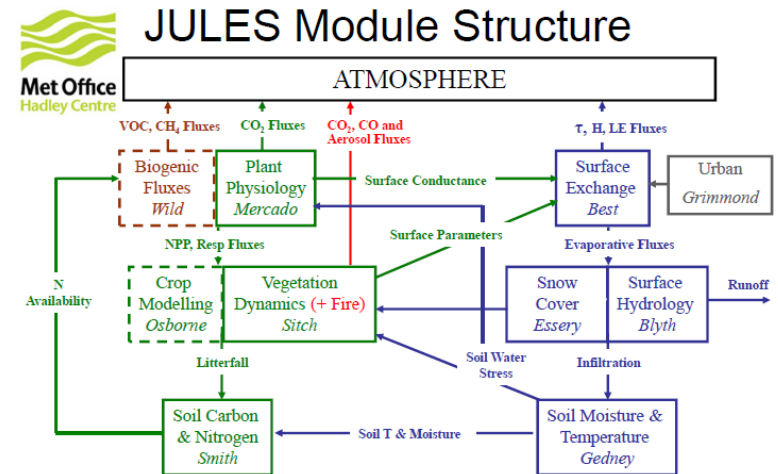 JULES Module Structure
Met Office
Hadley Centre
ATMOSPHERE
VOC, CH₄ Fluxes
CO₂ Fluxes
CO₂, CO and
Aerosol Fluxes
τ, H, LE Fluxes
Biogenic
Fluxes
Wild
Plant
Physiology
Mercado
Surface Conductance
Surface
Exchange
Best
Urban
Grimmond
NPP, Resp Fluxes
Surface Parameters
Evaporative Fluxes
N
Availability
Crop
Modelling
Osborne
Vegetation
Dynamics (+ Fire)
Sitch
Snow
Cover
Essery
Surface
Hydrology
Blyth
Runoff
Litterfall
Soil Water
Stress
Infiltration
Soil Carbon
& Nitrogen
Smith
Soil T & Moisture
Soil Moisture &
Temperature
Gedney